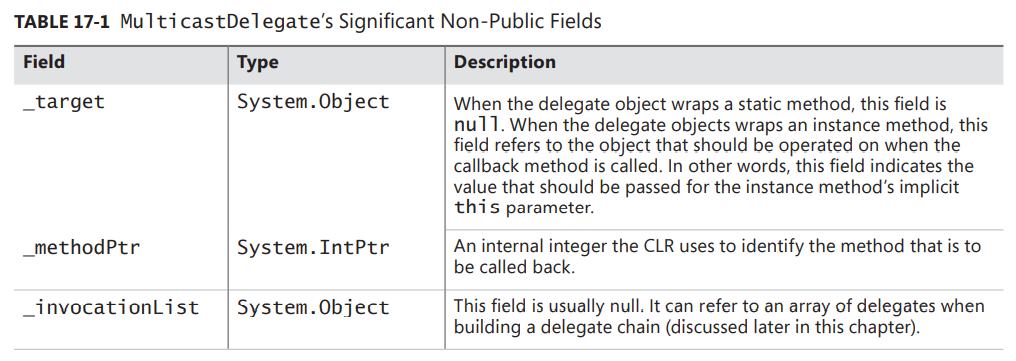 TABLE 17-1 MulticastDelegate's Significant Non-Public Fields
Field Type Description
_target System.Object When the delegate object wraps a static method, this field is
null. When the delegate objects wraps an instance method, this
field refers to the object that should be operated on when the
callback method is called. In other words, this field indicates the
value that should be passed for the instance method's implicit
this parameter.
_methodPtr System.IntPtr An internal integer the CLR uses to identify the method that is to
be called back.
_invocationList System.Object This field is usually null. It can refer to an array of delegates when
building a delegate chain (discussed later in this chapter).